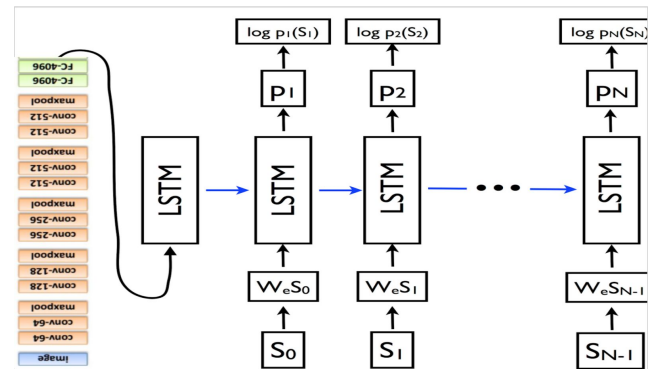 log p1(S1)
log p2(S2)
log pN(SN)
FC-4096
FC-4096
maxpool
conv-512
conv-512
maxpool
conv-512
conv-512
maxpool
conv-256
conv-256
maxpool
conv-128
conv-128
maxpool
conv-64
conv-64
image
p1
p2
pN
LSTM
LSTM
LSTM
LSTM
WeS0
WeS1
WeSN-1
S0
S1
SN-1